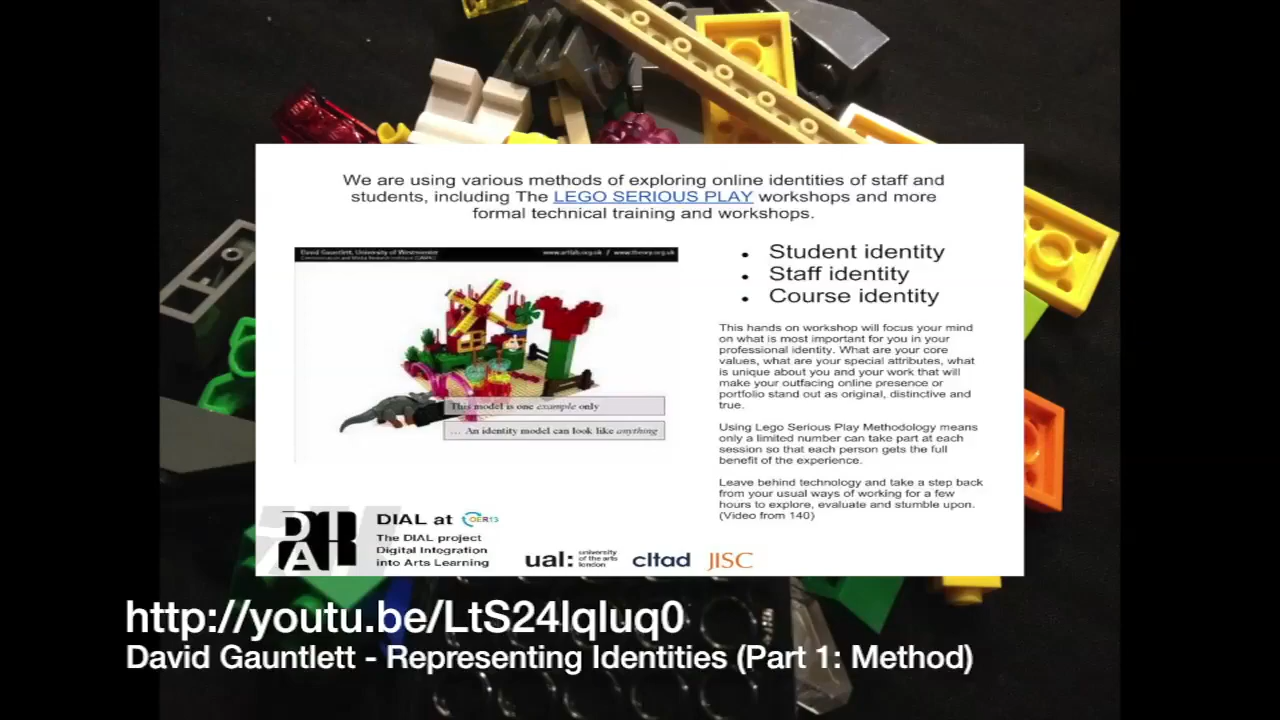 We are using various methods of exploring online identities of staff and
students, including The LEGO SERIOUS PLAY workshops and more
formal technical training and workshops.
David Gauntlett, University of Westminster
www.artlab.org.uk / www.theory.org.uk
This model is one example only
... An identity model can look like anything
• Student identity
• Staff identity
• Course identity
This hands on workshop will focus your mind
on what is most important for you in your
professional identity. What are your core
values, what are your special attributes, what
is unique about you and your work that will
make your outfacing online presence or
portfolio stand out as original, distinctive and
true.
Using Lego Serious Play Methodology means
only a limited number can take part at each
session so that each person gets the full
benefit of the experience.
Leave behind technology and take a step back
from your usual ways of working for a few
hours to explore, evaluate and stumble upon.
(Video from 140)
DIAL
DIAL at OER13
The DIAL project
Digital Integration
into Arts Learning
ual: university
of the arts
london
cltad
JISC
http://youtu.be/LtS24lqluq0
David Gauntlett - Representing Identities (Part 1: Method)